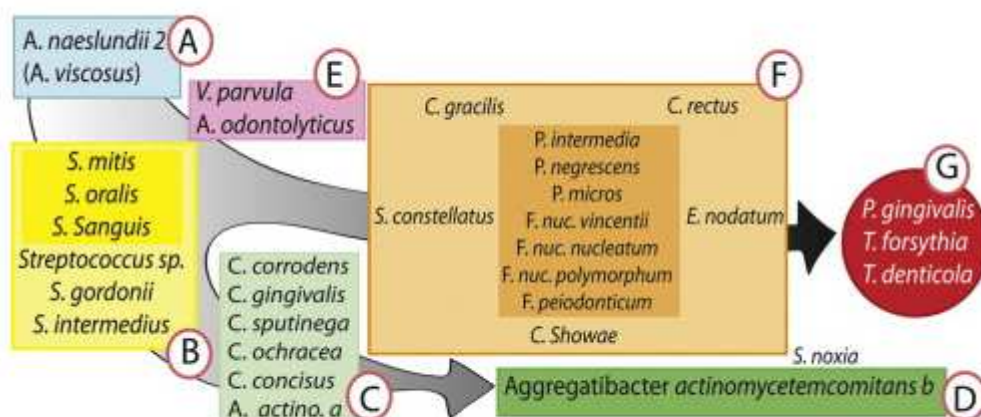 A. naeslundii 2
(A. viscosus)
A
V. parvula
A. odontolyticus
E
S. mitis
S. oralis
S. Sanguis
Streptococcus sp.
S. gordonii
S. intermedius
B
C. corrodens
C. gingivalis
C. sputinega
C. ochracea
C. concisus
A. actino. a
C
F
C. gracilis
C. rectus
P. intermedia
P. negrescens
P. micros
S. constellatus
F. nuc. vincentii
E. nodatum
F. nuc. nucleatum
F. nuc. polymorphum
F. peiodonticum
C. Showae
G
P. gingivalis
T. forsythia
T. denticola
S. noxia
Aggregatibacter actinomycetemcomitans b
D